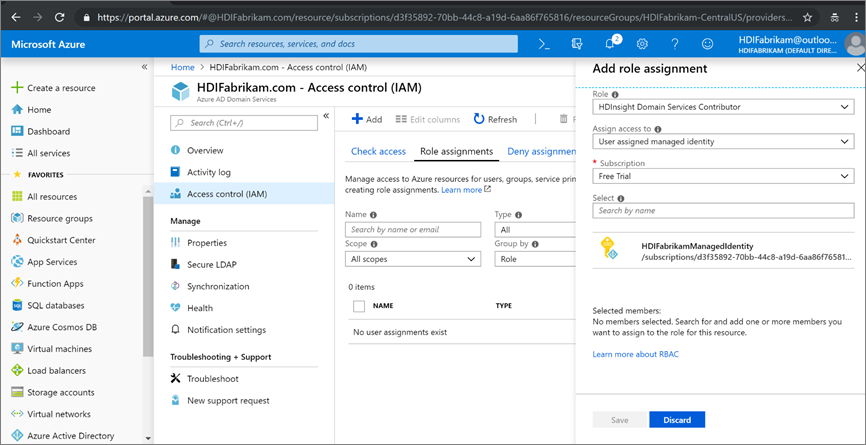 https://portal.azure.com/#@HDIFabrikam.com/resource/subscriptions/d3f35892-70bb-44c8-a19d-6aa86f765816/resourceGroups/HDIFabrikam-CentralUS/providers...
Microsoft Azure
Search resources, services, and docs
2
HDIFabrikam@outloo...
HDIFABRIKAM (DEFAULT DIRE...
Create a resource
Home
Dashboard
All services
FAVORITES
All resources
Resource groups
Quickstart Center
App Services
Function Apps
SQL databases
Azure Cosmos DB
Virtual machines
Load balancers
Storage accounts
Virtual networks
Azure Active Directory
Home > HDIFabrikam.com - Access control (IAM)
HDIFabrikam.com - Access control (IAM)
Azure AD Domain Services
Search (Ctrl+/)
Overview
Activity log
Access control (IAM)
Manage
Properties
Secure LDAP
Synchronization
Health
Notification settings
Troubleshooting + Support
Troubleshoot
New support request
Add Edit columns Refresh
Check access Role assignments Deny assignmen
Manage access to Azure resources for users, groups, service prin
creating role assignments. Learn more
Name Type
Search by name or email All
Scope Group by
All scopes Role
0 items
NAME TYPE
No user assignments exist
Add role assignment
Role
HDInsight Domain Services Contributor
Assign access to
User assigned managed identity
* Subscription
Free Trial
Select
Search by name
HDIFabrikamManagedIdentity
/subscriptions/d3f35892-70bb-44c8-a19d-6aa86f76581...
Selected members:
No members selected. Search for and add one or more members you
want to assign to the role for this resource.
Learn more about RBAC
Save Discard